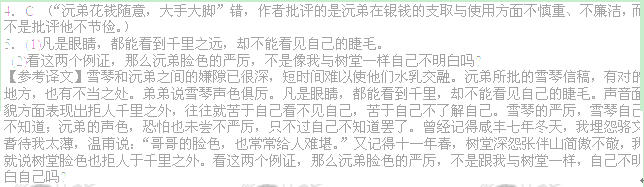 4. C (“沅弟花钱随意，大手大脚”错，作者批评的是沅弟在银钱的支取与使用方面不慎重、不廉洁，而
不是批评他不节俭。)
5. (1)凡是眼睛，都能看到千里之远，却不能看见自己的睫毛。
(2)看这两个例证，那么沅弟脸色的严厉，不是像我与树堂一样自己不明白吗？
【参考译文】雪琴和沅弟之间的嫌隙已很深，短时间难以使他们水乳交融。沅弟所批的雪琴信稿，有对的
地方，也有不当之处。弟弟说雪琴声色俱厉。凡是眼睛，都能看到千里，却不能看见自己的睫毛。声音面
貌方面表现出拒人千里之外，往往就苦于自己看不见自己，苦于自己不了解自己。雪琴的严厉，雪琴自己
不知道；沅弟的声色，恐怕也未尝不严厉，只不过自己不知道罢了。曾经记得咸丰七年冬天，我埋怨骆文
耆待我太薄，温甫说：“哥哥的脸色，也常常给人难堪。”又记得十一年春，树堂深怨张伴山简傲不敬，我
就说树堂脸色也拒人于千里之外。看这两个例证，那么沅弟脸色的严厉，不是跟我与树堂一样，自己不明
白自己吗？